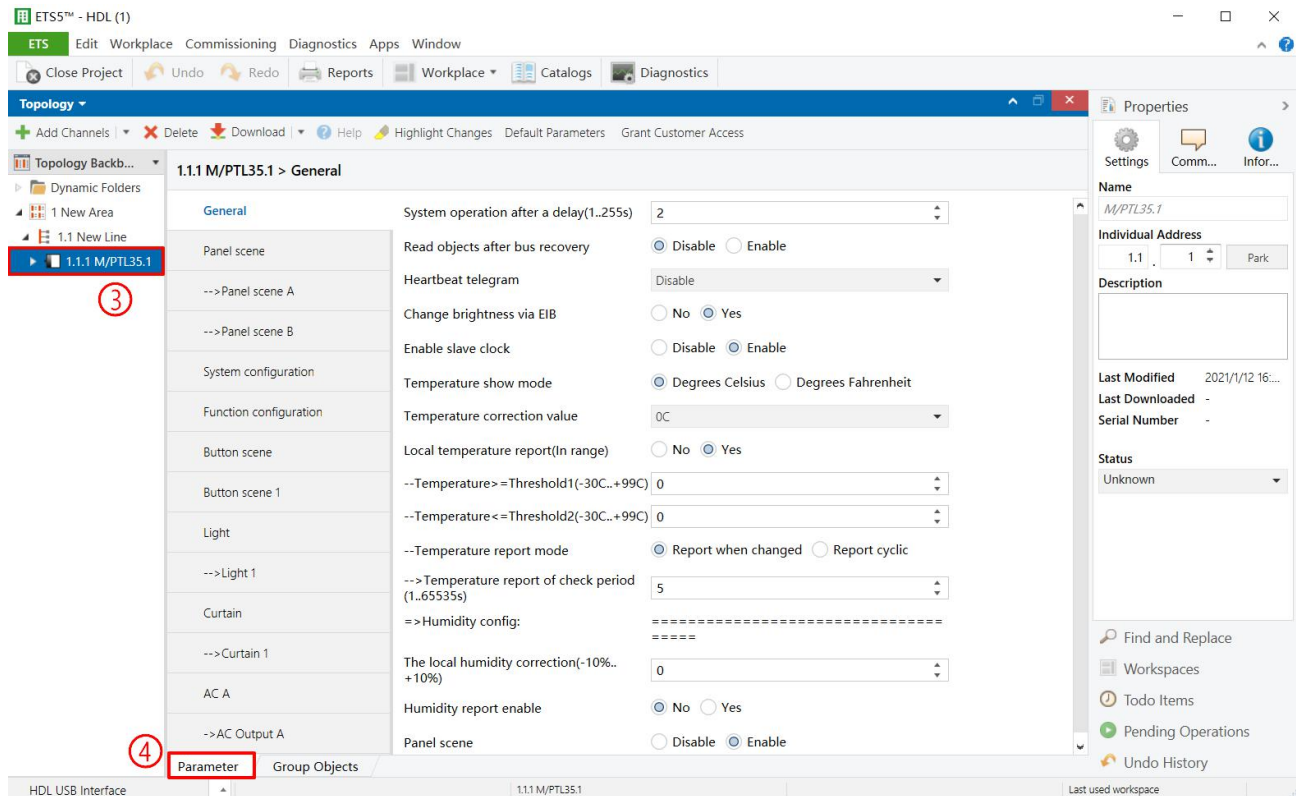 ETS5™ - HDL (1)
ETS Edit Workplace Commissioning Diagnostics Apps Window
Close Project Undo Redo Reports Workplace Catalogs Diagnostics
Topology
Add Channels Delete Download Help Highlight Changes Default Parameters Grant Customer Access
Topology Backb...
Dynamic Folders
1 New Area
1.1 New Line
1.1.1 M/PTL35.1
③
1.1.1 M/PTL35.1 > General
General
Panel scene
-->Panel scene A
-->Panel scene B
System configuration
Function configuration
Button scene
Button scene 1
Light
-->Light 1
Curtain
-->Curtain 1
AC A
->AC Output A
System operation after a delay(1..255s) 2
Read objects after bus recovery Disable Enable
Heartbeat telegram Disable
Change brightness via EIB No Yes
Enable slave clock Disable Enable
Temperature show mode Degrees Celsius Degrees Fahrenheit
Temperature correction value 0C
Local temperature report(In range) No Yes
--Temperature>=Threshold1(-30C..+99C) 0
--Temperature<=Threshold2(-30C..+99C) 0
--Temperature report mode Report when changed Report cyclic
-->Temperature report of check period
(1..65535s) 5
=>Humidity config: ================================
=====
The local humidity correction(-10%..
+10%) 0
Humidity report enable No Yes
Panel scene Disable Enable
④
Parameter Group Objects
Properties
Settings Comm... Infor...
Name
M/PTL35.1
Individual Address
1.1 . 1 Park
Description
Last Modified 2021/1/12 16:...
Last Downloaded -
Serial Number -
Status
Unknown
Find and Replace
Workspaces
Todo Items
Pending Operations
Undo History
HDL USB Interface 1.1.1 M/PTL35.1 Last used workspace